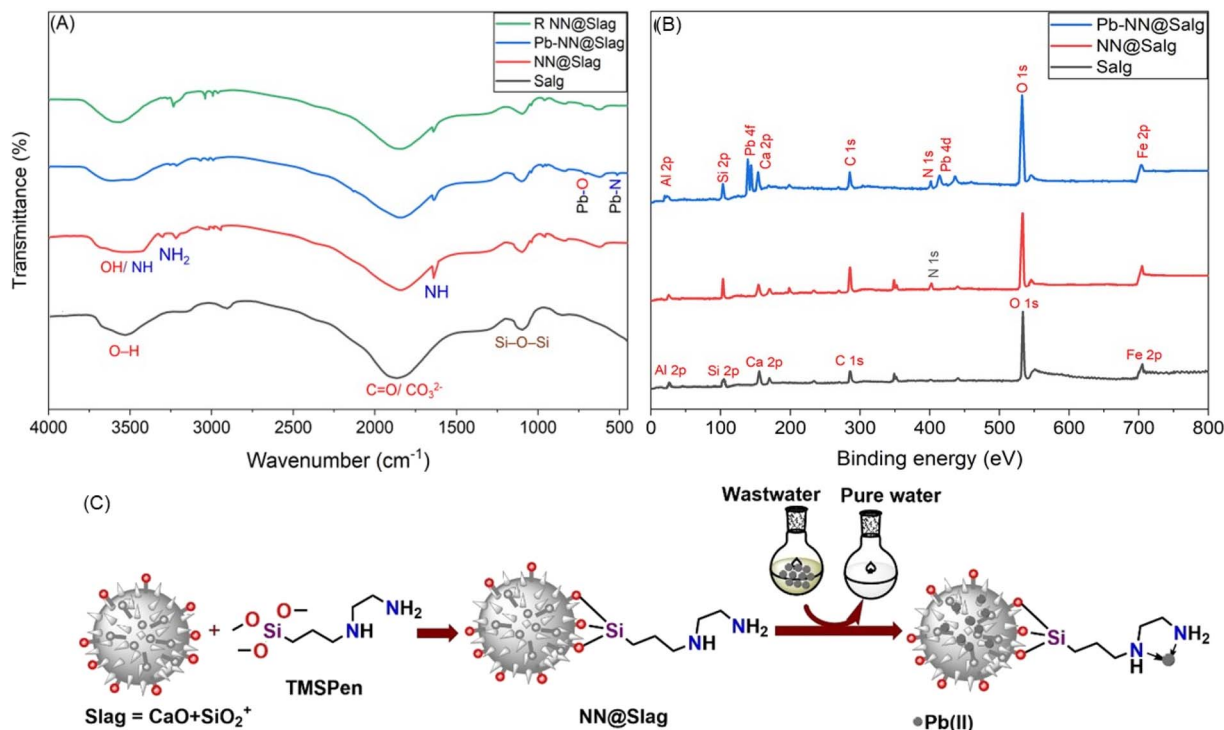 (A)
R NN@Slag
Pb-NN@Slag
NN@Slag
Salg
Transmittance (%)
OH/ NH
NH2
NH
Pb-O
Pb-N
O–H
C=O/ CO₃²⁻
Si–O–Si
4000 3500 3000 2500 2000 1500 1000 500
Wavenumber (cm⁻¹)
(B)
Pb-NN@Salg
NN@Salg
Salg
Al 2p
Si 2p
Pb 4f
Ca 2p
C 1s
N 1s
Pb 4d
O 1s
Fe 2p
N 1s
O 1s
Al 2p
Si 2p
Ca 2p
C 1s
Fe 2p
0 100 200 300 400 500 600 700 800
Binding energy (eV)
(C)
Wastwater Pure water
+
O
O
Si
O
NH
NH₂
TMSPen
Slag = CaO+SiO₂⁺
Si
NH
NH₂
NN@Slag
Si
N
H
NH₂
Pb(II)